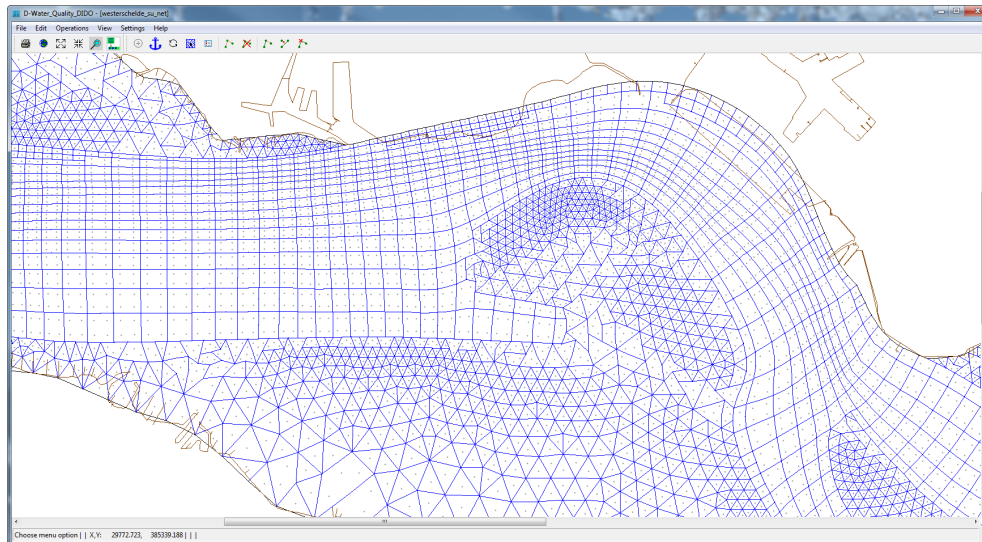 D-Water_Quality_DIDO - [westerschelde_su_net]
File Edit Operations View Settings Help
Choose menu option | | X,Y: 29772.723, 385339.188 | | |